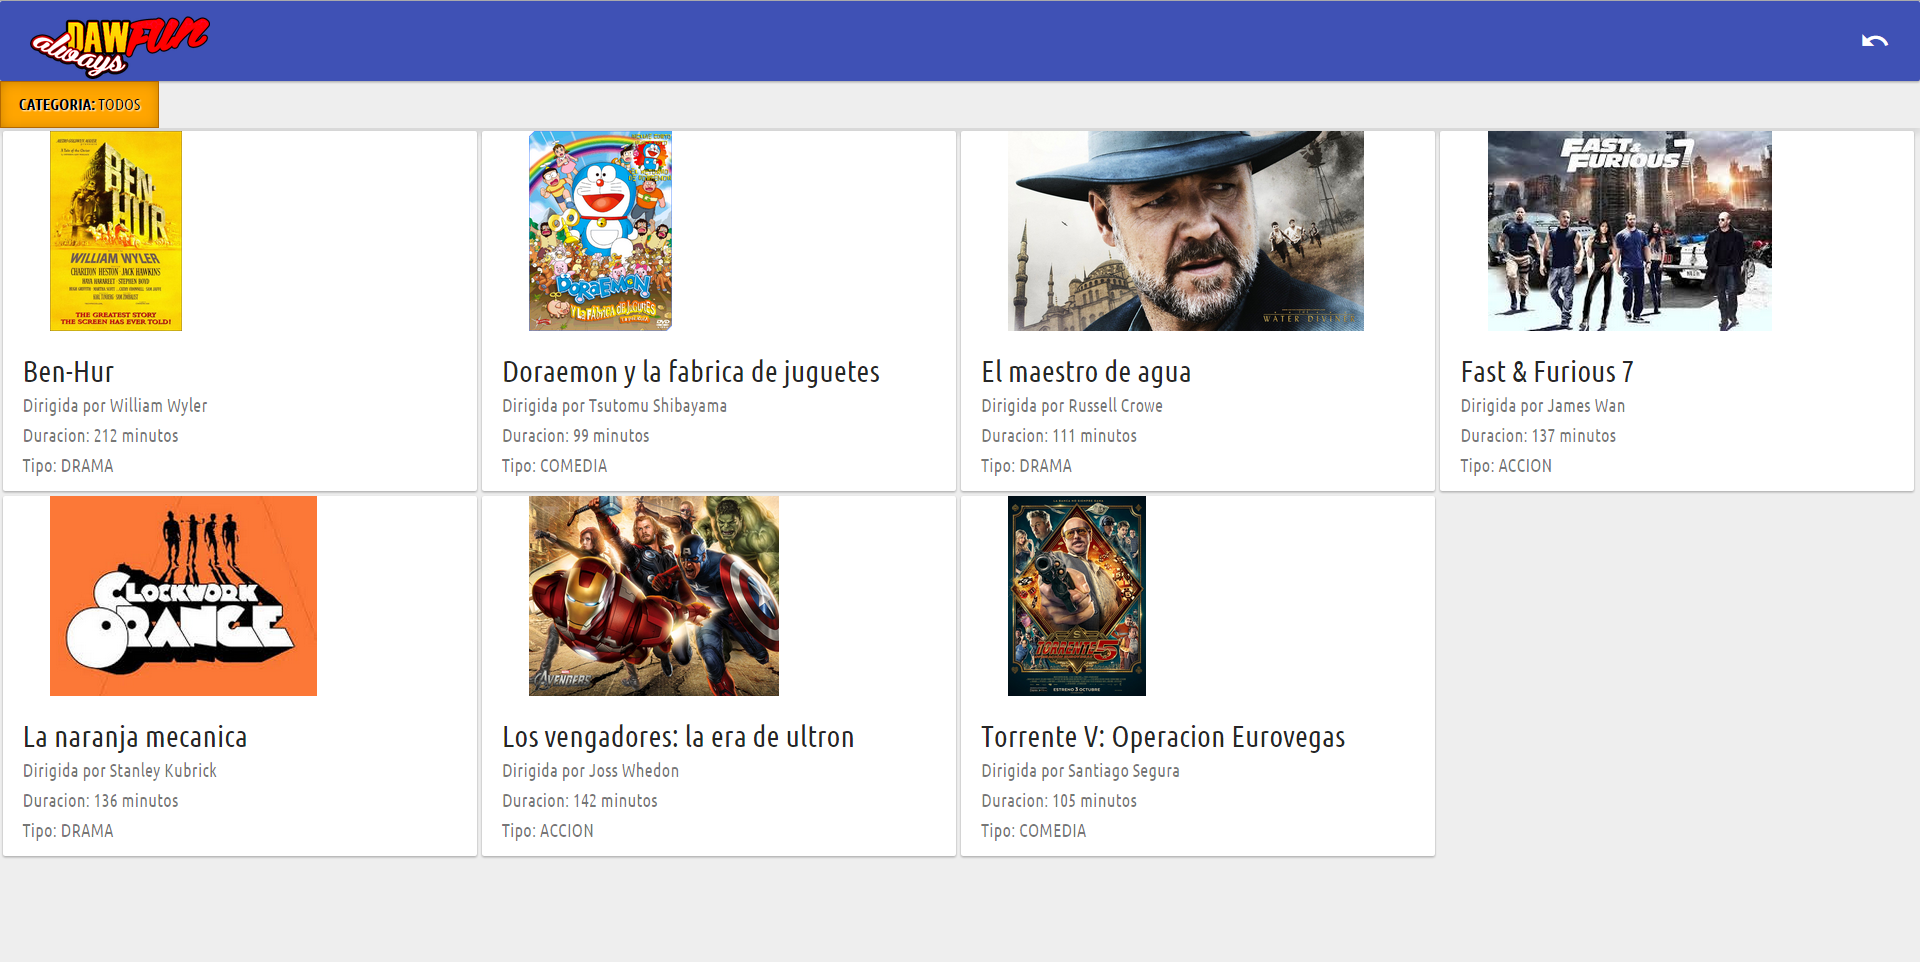 DAW FUN
always
CATEGORIA: TODOS
BEN-HUR
WILLIAM WYLER
CHARLTON HESTON JACK HAWKINS
THE GREATEST STORY
THE SCREEN HAS EVER TOLD!
Ben-Hur
Dirigida por William Wyler
Duracion: 212 minutos
Tipo: DRAMA
DORAEMON
Y LA FABRICA DE JUGUETES
DVD
Doraemon y la fabrica de juguetes
Dirigida por Tsutomu Shibayama
Duracion: 99 minutos
Tipo: COMEDIA
THE
WATER DIVINER
El maestro de agua
Dirigida por Russell Crowe
Duracion: 111 minutos
Tipo: DRAMA
FAST &
FURIOUS 7
Fast & Furious 7
Dirigida por James Wan
Duracion: 137 minutos
Tipo: ACCION
CLOCKWORK
ORANGE
La naranja mecanica
Dirigida por Stanley Kubrick
Duracion: 136 minutos
Tipo: DRAMA
MARVEL
AVENGERS
Los vengadores: la era de ultron
Dirigida por Joss Whedon
Duracion: 142 minutos
Tipo: ACCION
TORRENTE 5
ESTRENO 3 OCTUBRE
Torrente V: Operacion Eurovegas
Dirigida por Santiago Segura
Duracion: 105 minutos
Tipo: COMEDIA